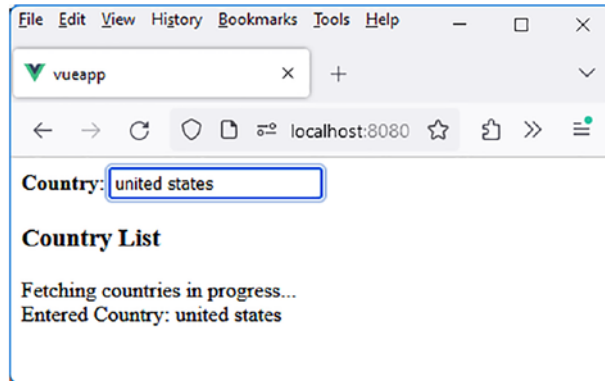 File Edit View History Bookmarks Tools Help
vueapp
localhost:8080
Country: united states
Country List
Fetching countries in progress...
Entered Country: united states